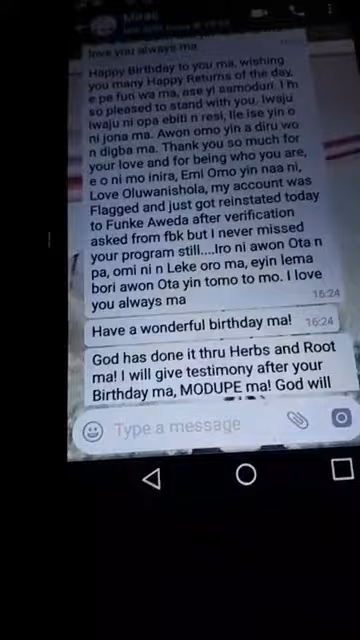 love you always ma
Happy Birthday to you ma, wishing
you many Happy Returns of the day,
e pe fun wa ma, ase yi samoduri. I'm
so pleased to stand with you. Iwaju
Iwaju ni opa ebiti n resi, Ile ise yin o
ni jona ma. Awon omo yin a diru wo
n digba ma. Thank you so much for
your love and for being who you are,
e o ni mo inira, Emi Omo yin naa ni,
Love Oluwanishola, my account was
Flagged and just got reinstated today
to Funke Aweda after verification
asked from fbk but I never missed
your program still....Iro ni awon Ota n
pa, omi ni n Leke oro ma, eyin lema
bori awon Ota yin tomo to mo. I love
you always ma
16:24
Have a wonderful birthday ma!
16:24
God has done it thru Herbs and Root
ma! I will give testimony after your
Birthday ma, MODUPE ma! God will
Type a message